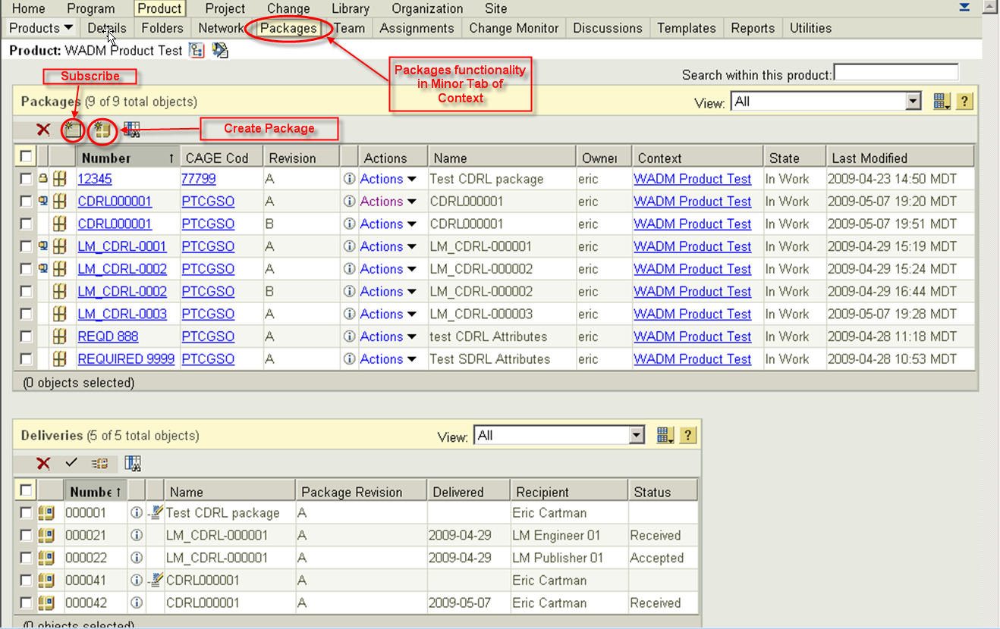 Home Program Product Project Change Library Organization Site
Products Details Folders Network Packages Team Assignments Change Monitor Discussions Templates Reports Utilities
Product: WADM Product Test
Subscribe
Packages functionality
in Minor Tab of
Context
Search within this product:
Packages (9 of 9 total objects) View: All ?
Create Package
Number ↑ CAGE Cod Revision Actions Name Owner Context State Last Modified
12345 77799 A Actions Test CDRL package eric WADM Product Test In Work 2009-04-23 14:50 MDT
CDRL000001 PTCGSO A Actions CDRL000001 eric WADM Product Test In Work 2009-05-07 19:20 MDT
CDRL000001 PTCGSO B Actions CDRL000001 eric WADM Product Test In Work 2009-05-07 19:51 MDT
LM_CDRL-0001 PTCGSO A Actions LM_CDRL-000001 eric WADM Product Test In Work 2009-04-29 15:19 MDT
LM_CDRL-0002 PTCGSO A Actions LM_CDRL-000002 eric WADM Product Test In Work 2009-04-29 15:24 MDT
LM_CDRL-0002 PTCGSO B Actions LM_CDRL-000002 eric WADM Product Test In Work 2009-04-29 16:44 MDT
LM_CDRL-0003 PTCGSO A Actions LM_CDRL-000003 eric WADM Product Test In Work 2009-05-07 19:28 MDT
REQD 888 PTCGSO A Actions test CDRL Attributes eric WADM Product Test In Work 2009-04-28 11:18 MDT
REQUIRED 9999 PTCGSO A Actions Test SDRL Attributes eric WADM Product Test In Work 2009-04-28 10:53 MDT
(0 objects selected)
Deliveries (5 of 5 total objects) View: All ?
Numbe ↑ Name Package Revision Delivered Recipient Status
000001 Test CDRL package A Eric Cartman
000021 LM_CDRL-000001 A 2009-04-29 LM Engineer 01 Received
000022 LM_CDRL-000001 A 2009-04-29 LM Publisher 01 Accepted
000041 CDRL000001 A Eric Cartman
000042 CDRL000001 A 2009-05-07 Eric Cartman Received
(0 objects selected)